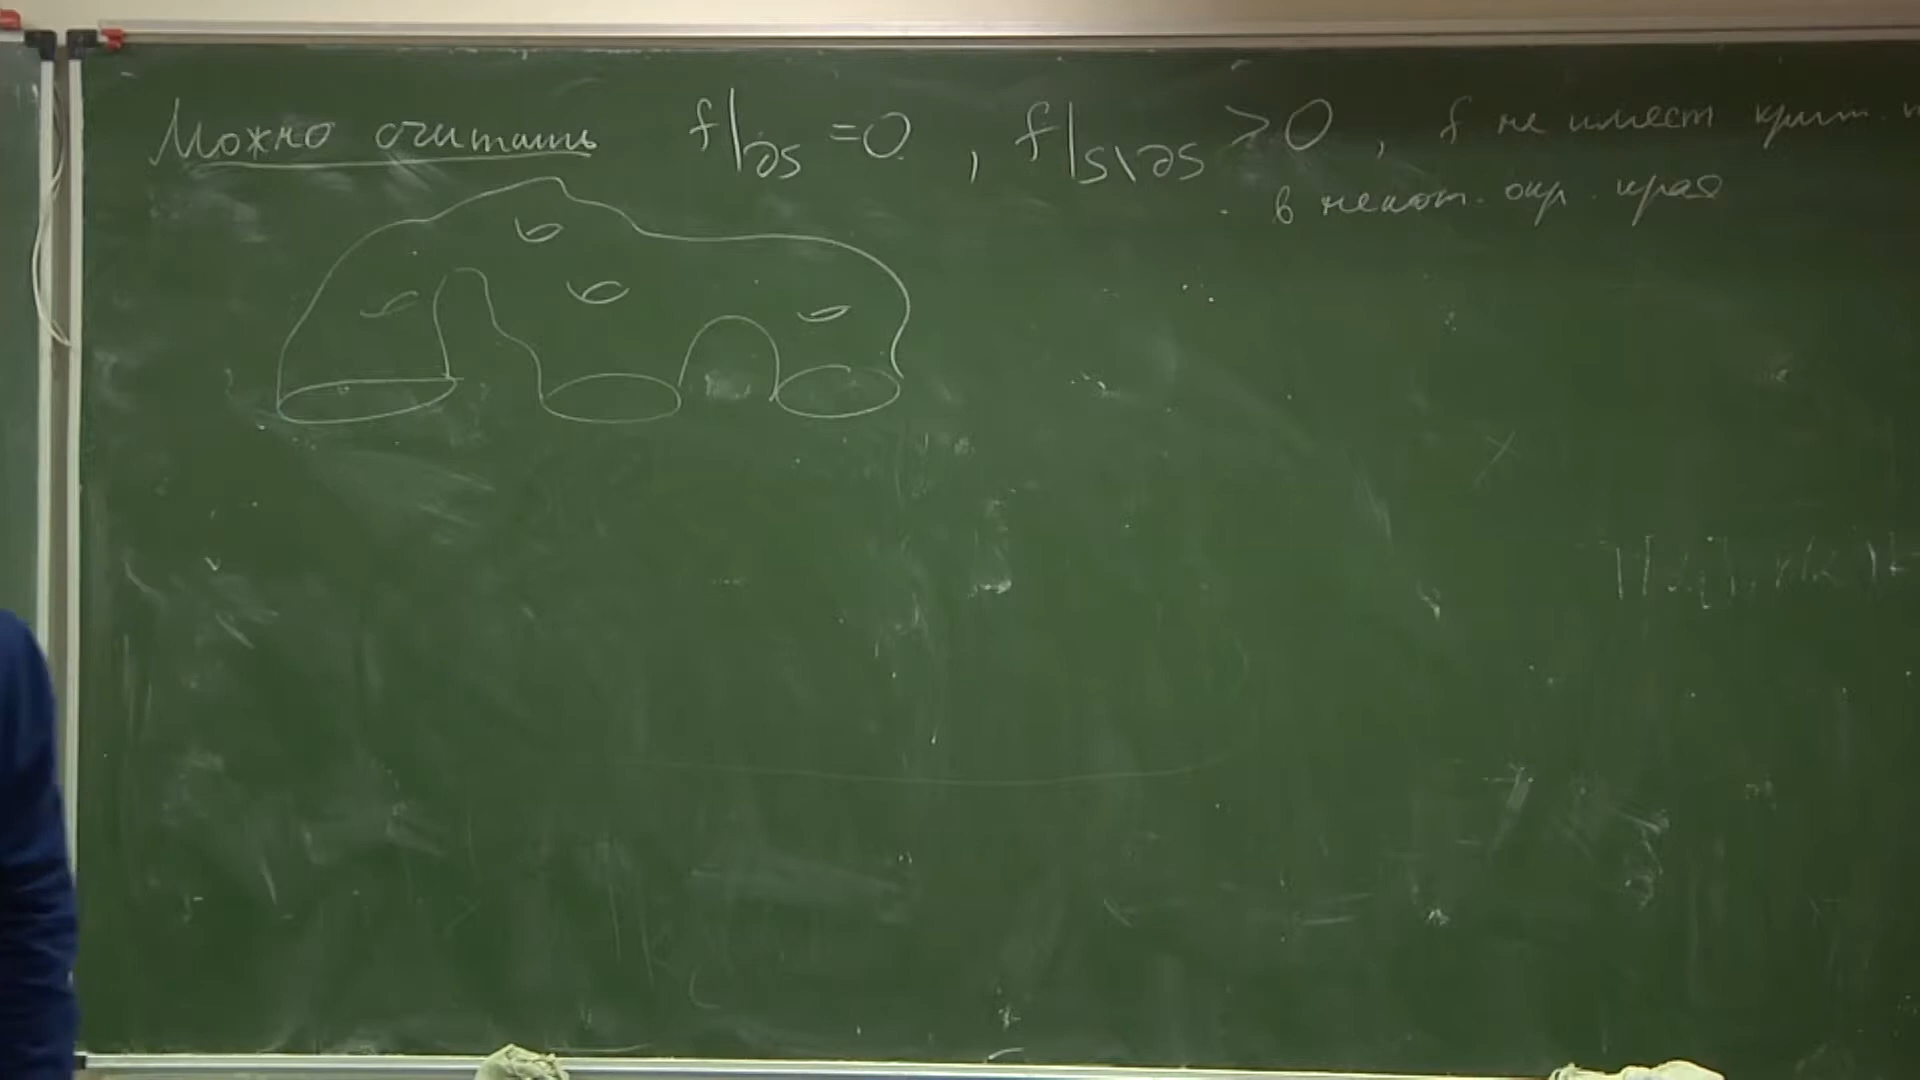 Можно считать f|∂S = 0, f|S\∂S > 0, f не имеет крит.
в некот. окр. края